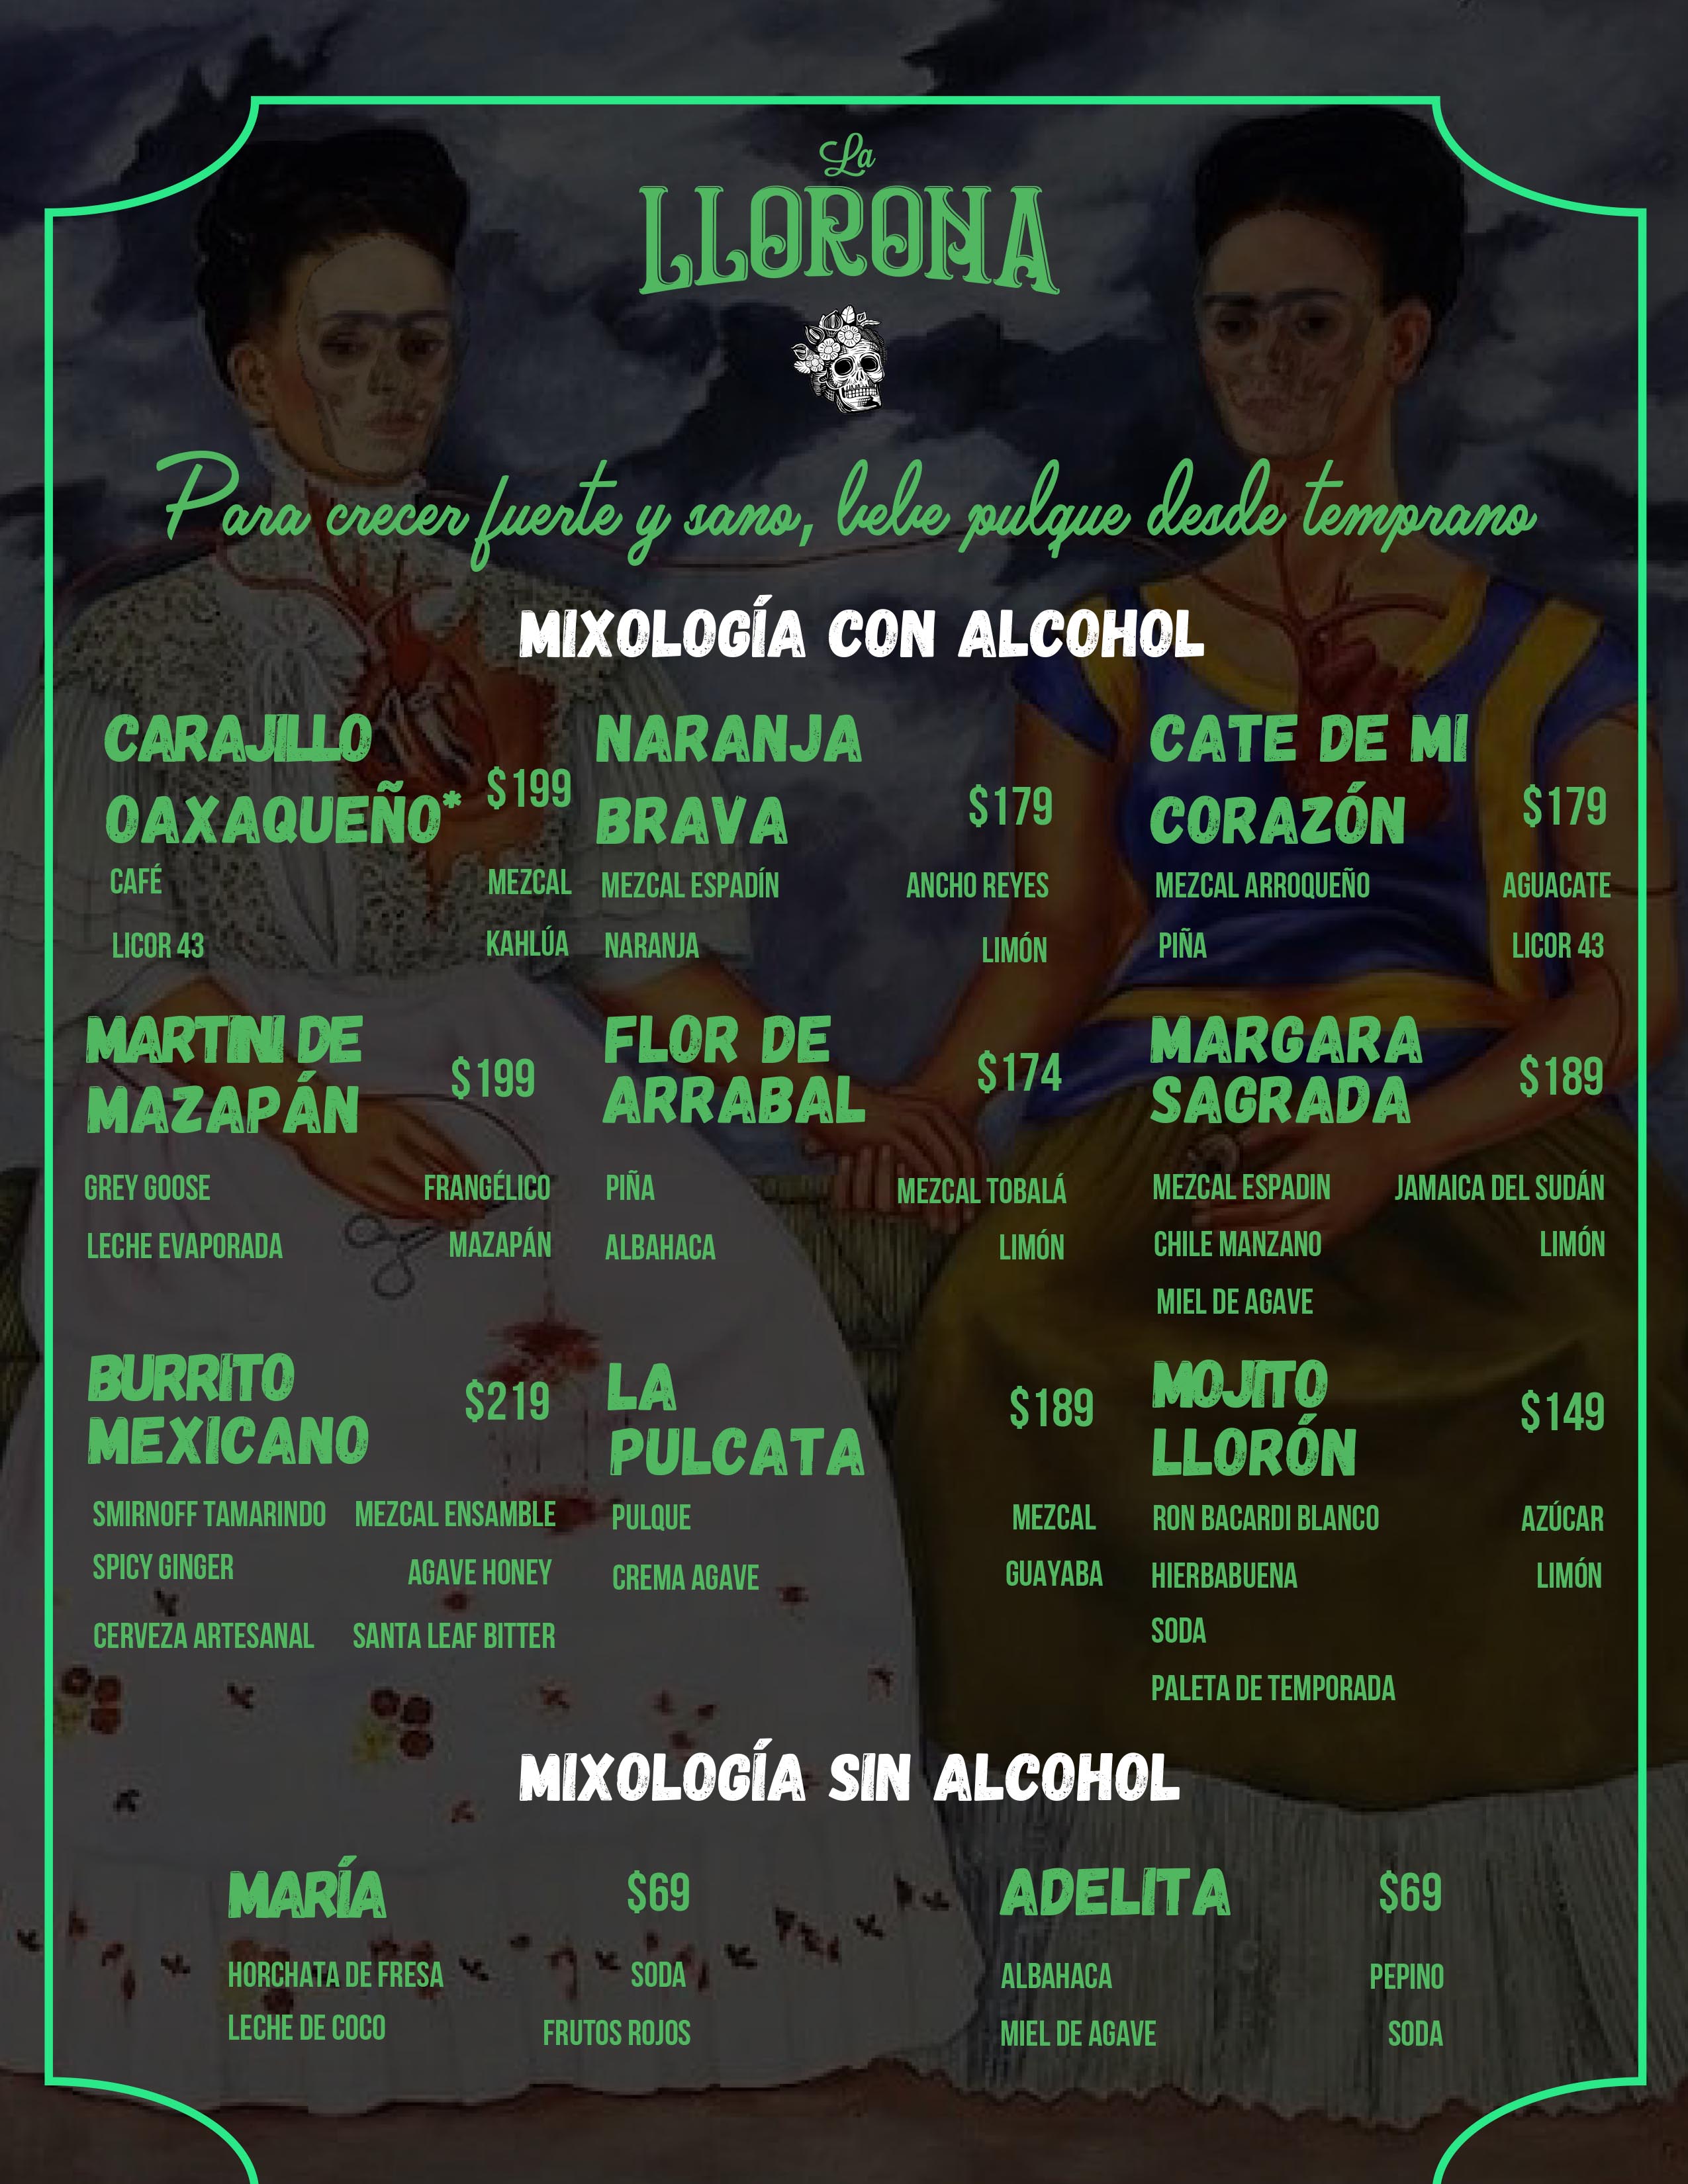 La
LLORONA
Para crecer fuerte y sano, bebe pulque desde temprano
MIXOLOGÍA CON ALCOHOL
CARAJILLO
OAXAQUEÑO*
$199
CAFÉ
MEZCAL
LICOR 43
KAHLÚA
NARANJA
BRAVA
$179
MEZCAL ESPADÍN
ANCHO REYES
NARANJA
LIMÓN
CATE DE MI
CORAZÓN
$179
MEZCAL ARROQUEÑO
AGUACATE
PIÑA
LICOR 43
MARTINI DE
MAZAPÁN
$199
GREY GOOSE
FRANGÉLICO
LECHE EVAPORADA
MAZAPÁN
FLOR DE
ARRABAL
$174
PIÑA
MEZCAL TOBALÁ
ALBAHACA
LIMÓN
MARGARA
SAGRADA
$189
MEZCAL ESPADIN
JAMAICA DEL SUDÁN
CHILE MANZANO
LIMÓN
MIEL DE AGAVE
BURRITO
MEXICANO
$219
SMIRNOFF TAMARINDO
MEZCAL ENSAMBLE
SPICY GINGER
AGAVE HONEY
CERVEZA ARTESANAL
SANTA LEAF BITTER
LA
PULCATA
$189
PULQUE
MEZCAL
CREMA AGAVE
GUAYABA
MOJITO
LLORÓN
$149
RON BACARDI BLANCO
AZÚCAR
HIERBABUENA
LIMÓN
SODA
PALETA DE TEMPORADA
MIXOLOGÍA SIN ALCOHOL
MARÍA
$69
HORCHATA DE FRESA
SODA
LECHE DE COCO
FRUTOS ROJOS
ADELITA
$69
ALBAHACA
PEPINO
MIEL DE AGAVE
SODA